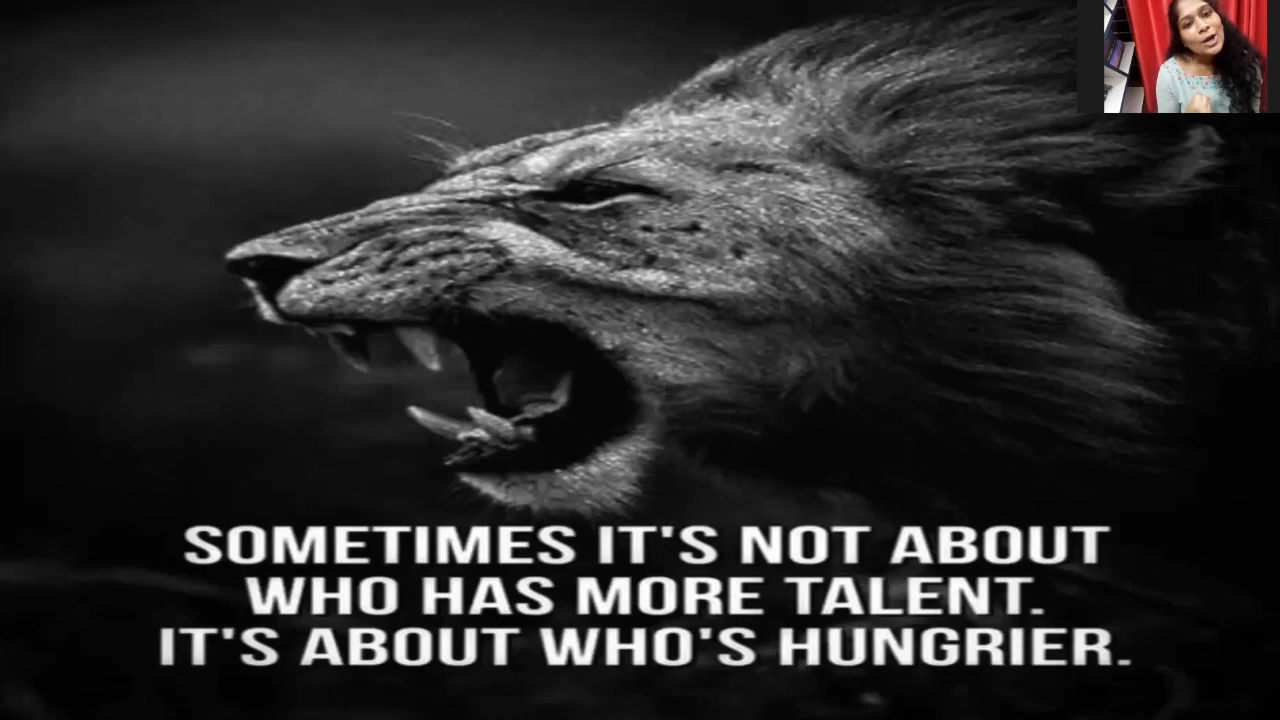 SOMETIMES IT'S NOT ABOUT
WHO HAS MORE TALENT.
IT'S ABOUT WHO'S HUNGRIER.